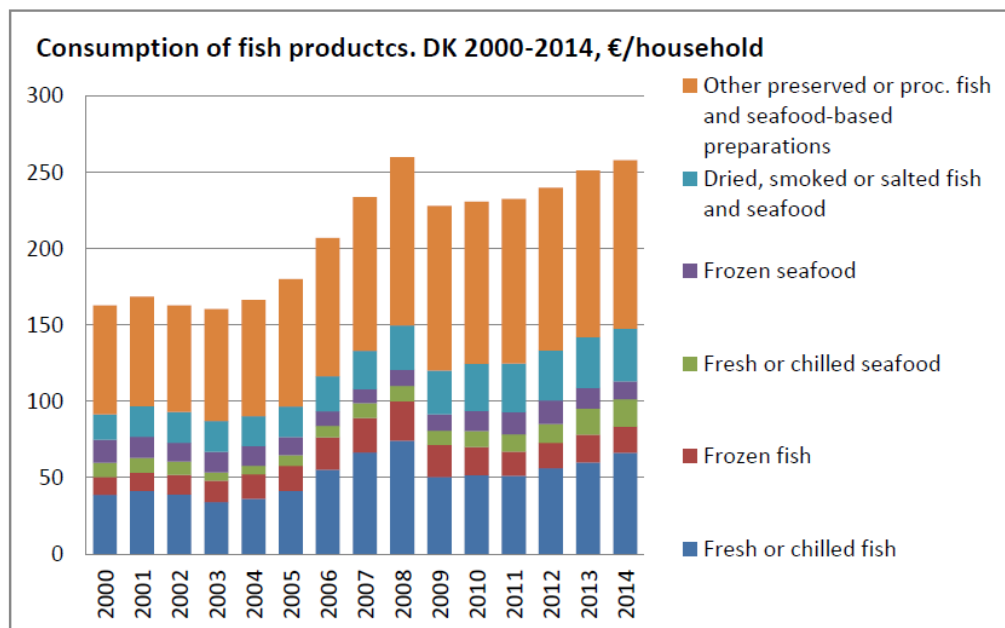 Consumption of fish productcs. DK 2000-2014, €/household
300
250
200
150
100
50
0
2000 2001 2002 2003 2004 2005 2006 2007 2008 2009 2010 2011 2012 2013 2014
Other preserved or proc. fish
and seafood-based
preparations
Dried, smoked or salted fish
and seafood
Frozen seafood
Fresh or chilled seafood
Frozen fish
Fresh or chilled fish